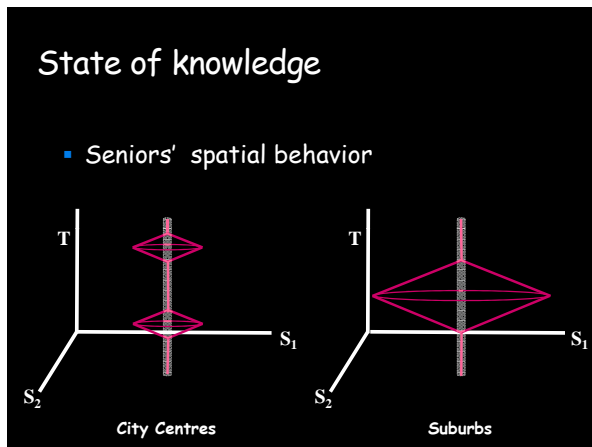 State of knowledge
Seniors’ spatial behavior
T
S₁
S₂
City Centres
T
S₁
S₂
Suburbs